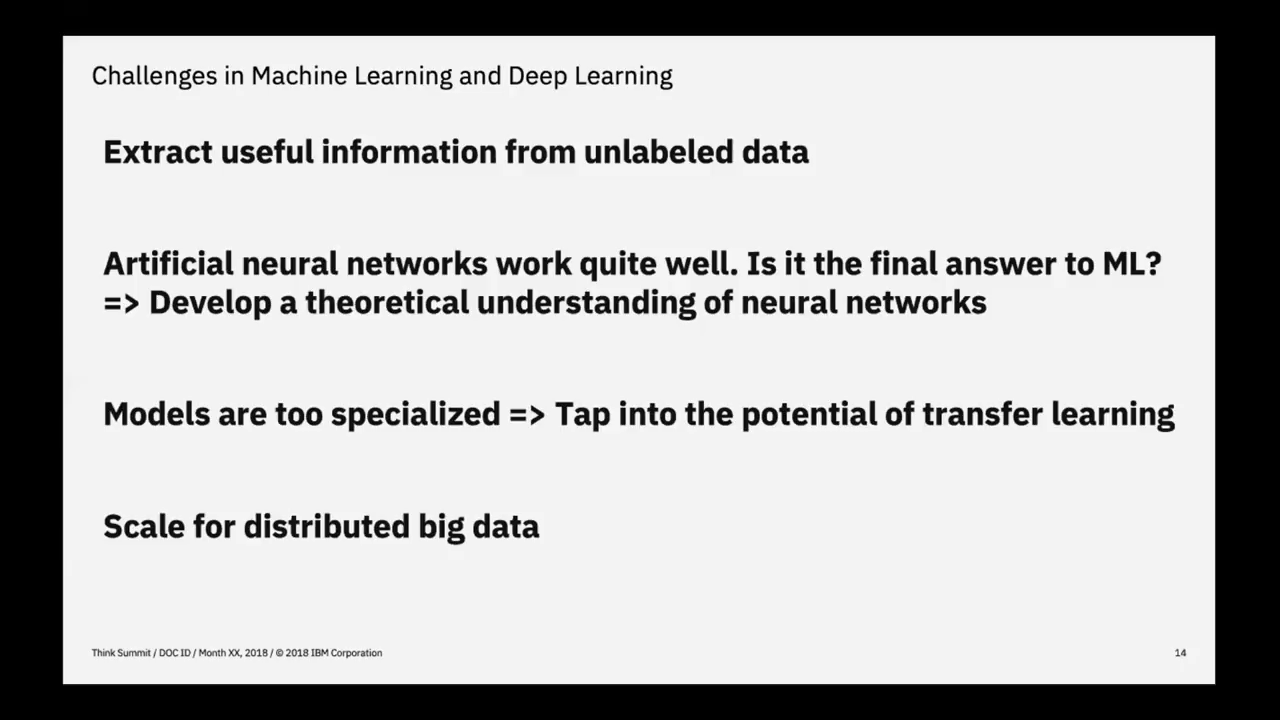 Challenges in Machine Learning and Deep Learning
Extract useful information from unlabeled data
Artificial neural networks work quite well. Is it the final answer to ML?
=> Develop a theoretical understanding of neural networks
Models are too specialized => Tap into the potential of transfer learning
Scale for distributed big data
Think Summit / DOC ID / Month XX, 2018 / © 2018 IBM Corporation
14